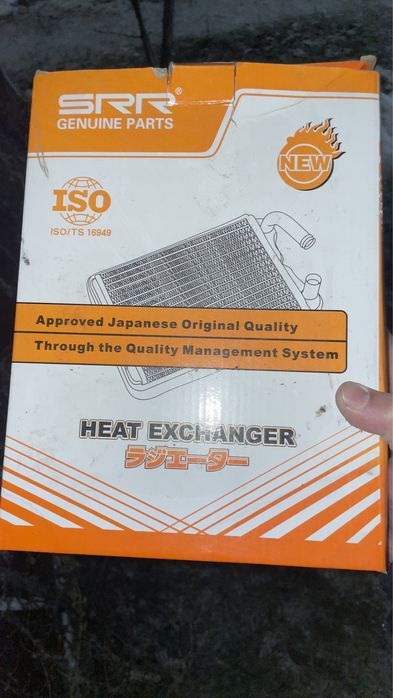 SRR®
GENUINE PARTS
NEW
ISO
ISO/TS 16949
Approved Japanese Original Quality
Through the Quality Management System
HEAT EXCHANGER
ラジエーター